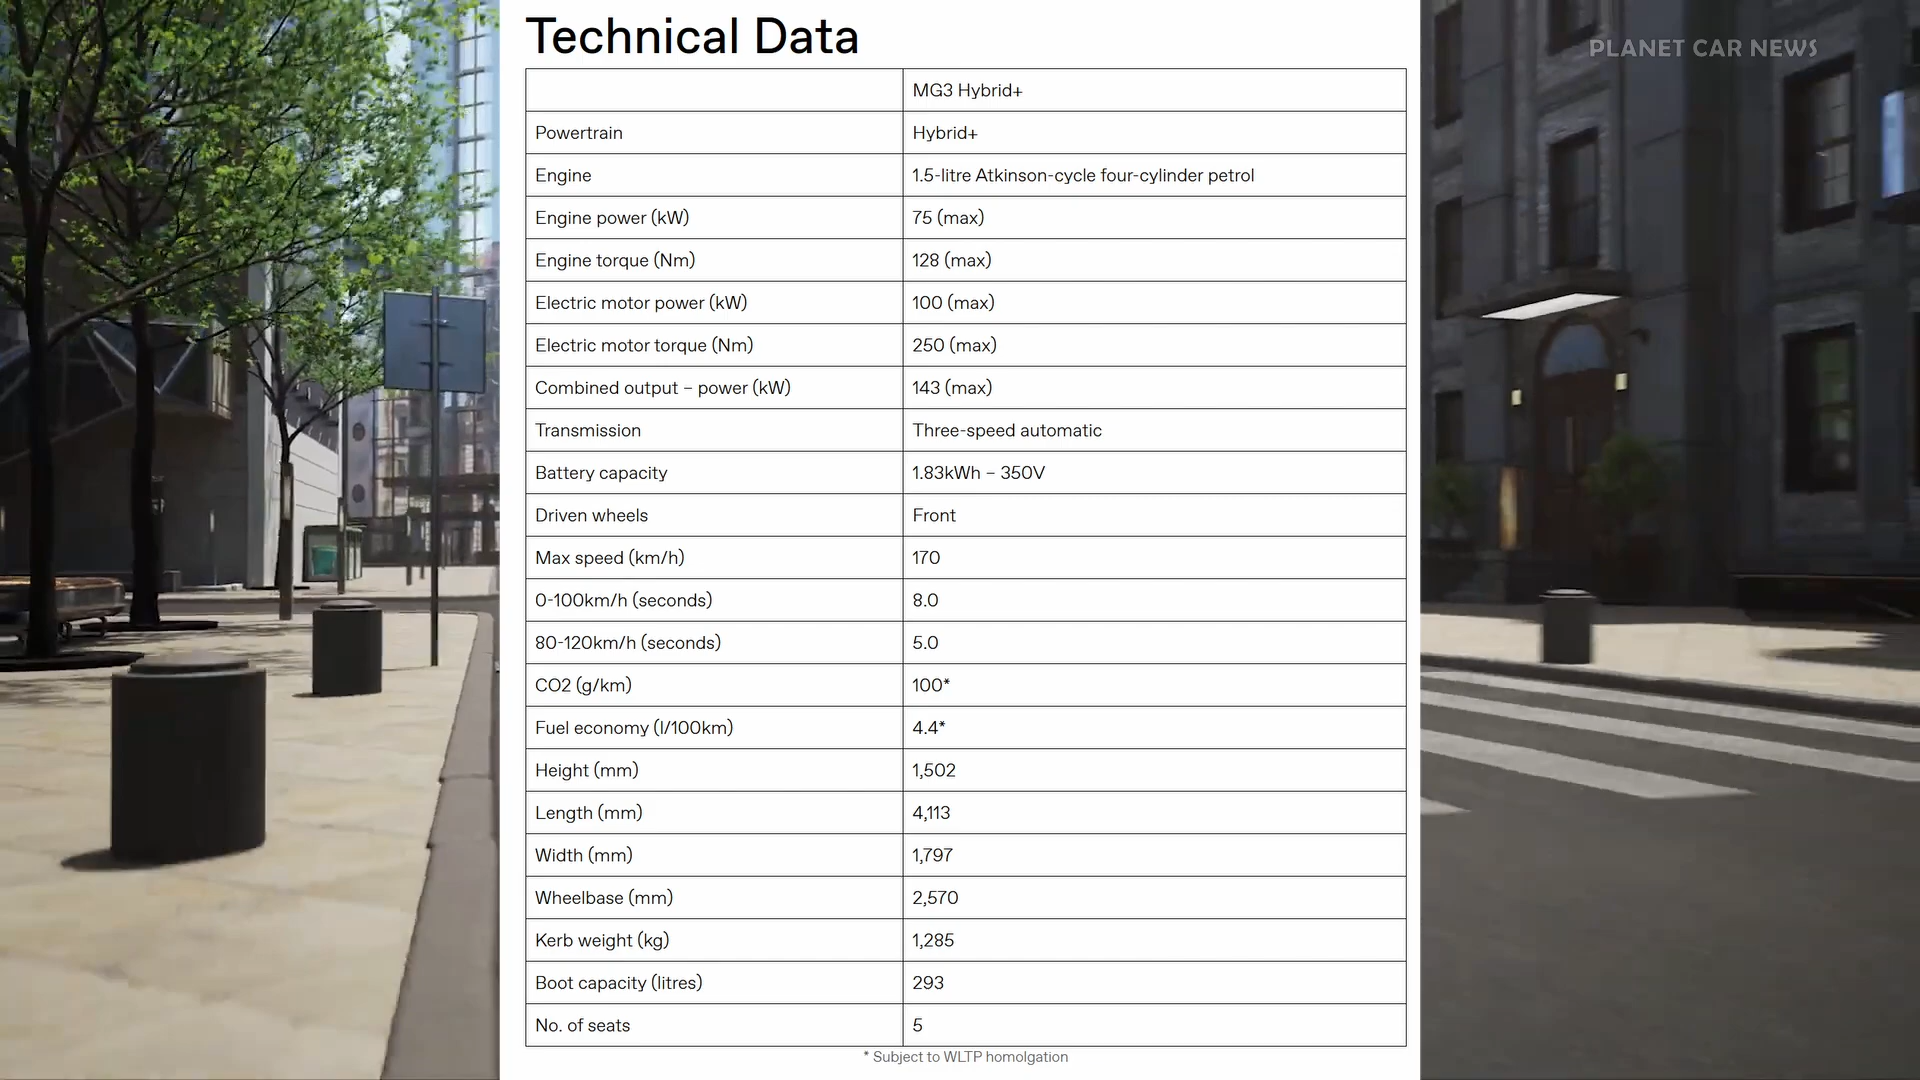 Technical Data
PLANET CAR NEWS
MG3 Hybrid+
Powertrain Hybrid+
Engine 1.5-litre Atkinson-cycle four-cylinder petrol
Engine power (kW) 75 (max)
Engine torque (Nm) 128 (max)
Electric motor power (kW) 100 (max)
Electric motor torque (Nm) 250 (max)
Combined output – power (kW) 143 (max)
Transmission Three-speed automatic
Battery capacity 1.83kWh – 350V
Driven wheels Front
Max speed (km/h) 170
0-100km/h (seconds) 8.0
80-120km/h (seconds) 5.0
CO2 (g/km) 100*
Fuel economy (l/100km) 4.4*
Height (mm) 1,502
Length (mm) 4,113
Width (mm) 1,797
Wheelbase (mm) 2,570
Kerb weight (kg) 1,285
Boot capacity (litres) 293
No. of seats 5
* Subject to WLTP homolgation